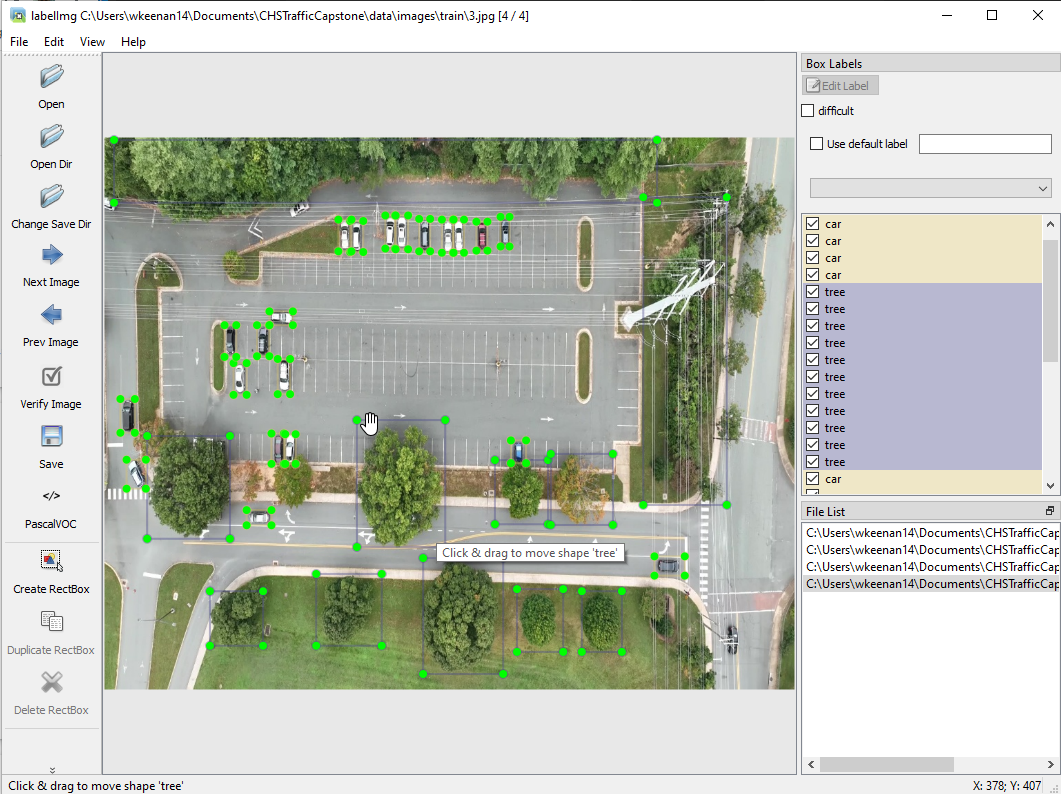 labelImg C:\Users\wkeenan14\Documents\CHSTrafficCapstone\data\images\train\3.jpg [4 / 4]
File Edit View Help
Open
Open Dir
Change Save Dir
Next Image
Prev Image
Verify Image
Save
</>
PascalVOC
Create RectBox
Duplicate RectBox
Delete RectBox
Click & drag to move shape 'tree'
Box Labels
Edit Label
difficult
Use default label
car
car
car
car
tree
tree
tree
tree
tree
tree
tree
tree
tree
tree
tree
car
File List
C:\Users\wkeenan14\Documents\CHSTrafficCap
C:\Users\wkeenan14\Documents\CHSTrafficCap
C:\Users\wkeenan14\Documents\CHSTrafficCap
C:\Users\wkeenan14\Documents\CHSTrafficCap
Click & drag to move shape 'tree'
X: 378; Y: 407